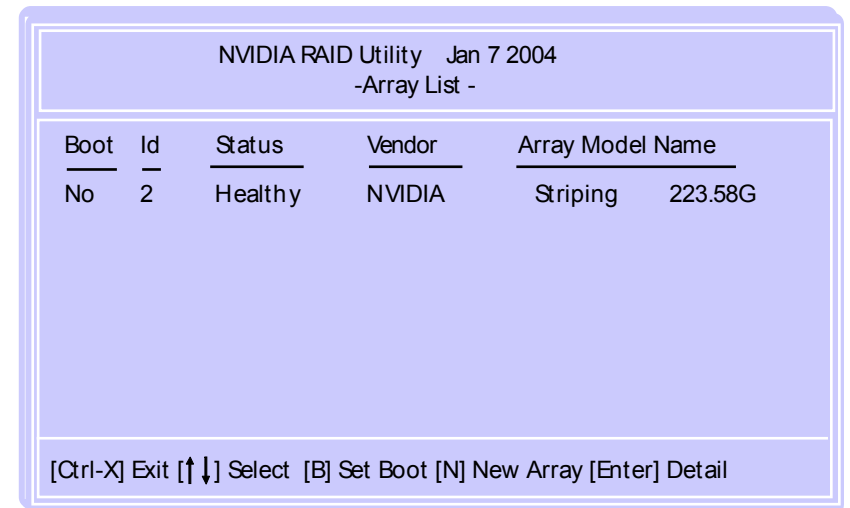 NVIDIA RAID Utility Jan 7 2004
-Array List -
Boot Id Status Vendor Array Model Name
No 2 Healthy NVIDIA Striping 223.58G
[Ctrl-X] Exit [↑↓] Select [B] Set Boot [N] New Array [Enter] Detail